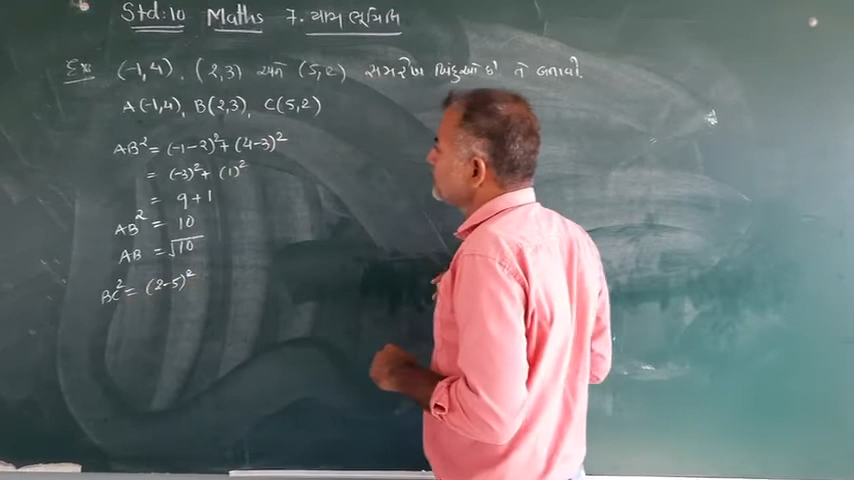 Std:10 Maths 7. યામ ભૂમિતિ
Ex (-1,4), (2,3) અને (5,2) સમરેખ બિંદુઓ છે તે બતાવો.
A(-1,4), B(2,3), C(5,2)
AB² = (-1-2)²+ (4-3)²
= (-3)²+ (1)²
= 9+1
AB² = 10
AB = √10
BC² = (2-5)²